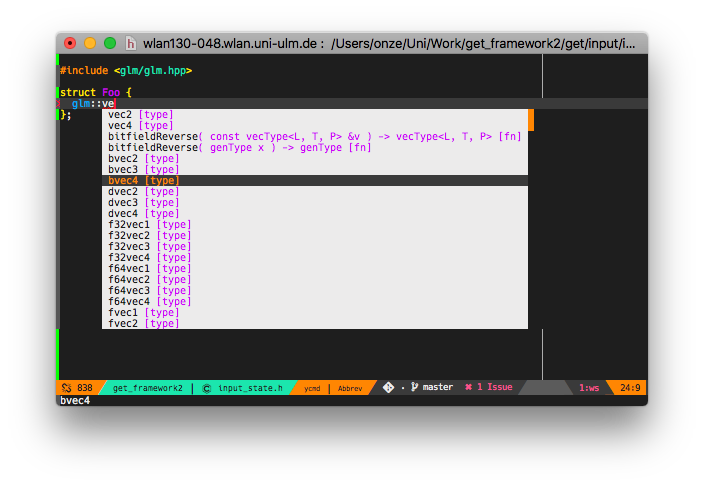 wlan130-048.wlan.uni-ulm.de : /Users/onze/Uni/Work/get_framework2/get/input/i...
#include <glm/glm.hpp>
struct Foo {
glm::ve
};
vec2 [type]
vec4 [type]
bitfieldReverse( const vecType<L, T, P> &v ) -> vecType<L, T, P> [fn]
bitfieldReverse( genType x ) -> genType [fn]
bvec2 [type]
bvec3 [type]
bvec4 [type]
dvec2 [type]
dvec3 [type]
dvec4 [type]
f32vec1 [type]
f32vec2 [type]
f32vec3 [type]
f32vec4 [type]
f64vec1 [type]
f64vec2 [type]
f64vec3 [type]
f64vec4 [type]
fvec1 [type]
fvec2 [type]
838 get_framework2 | © input_state.h ycmd | Abbrev · master ✖ 1 Issue 1:ws 24:9
bvec4